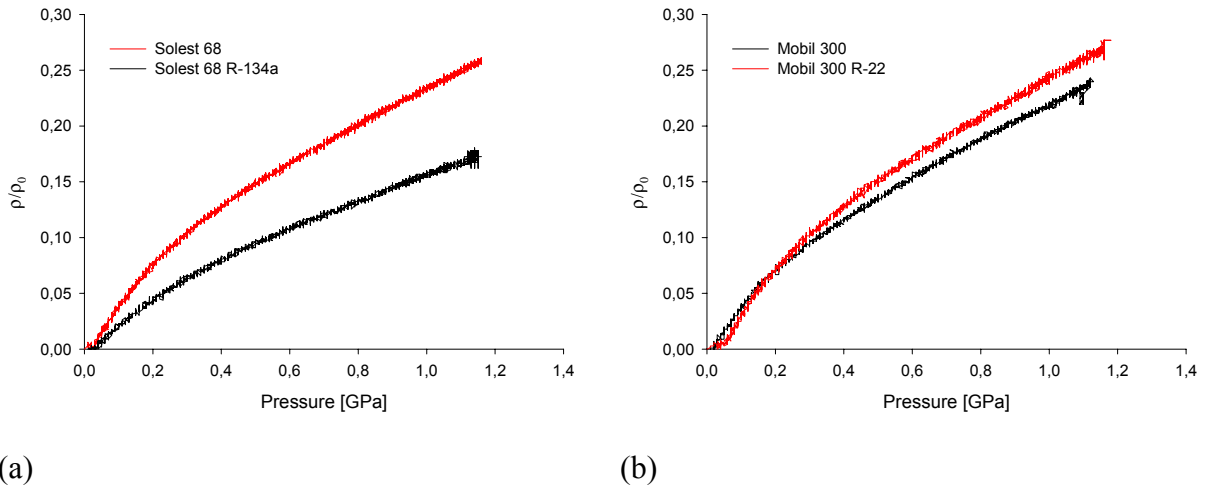 0,30
0,25
0,20
0,15
0,10
0,05
0,00
ρ/ρ₀
Solest 68
Solest 68 R-134a
0,0 0,2 0,4 0,6 0,8 1,0 1,2 1,4
Pressure [GPa]
(a)
0,30
0,25
0,20
0,15
0,10
0,05
0,00
ρ/ρ₀
Mobil 300
Mobil 300 R-22
0,0 0,2 0,4 0,6 0,8 1,0 1,2 1,4
Pressure [GPa]
(b)